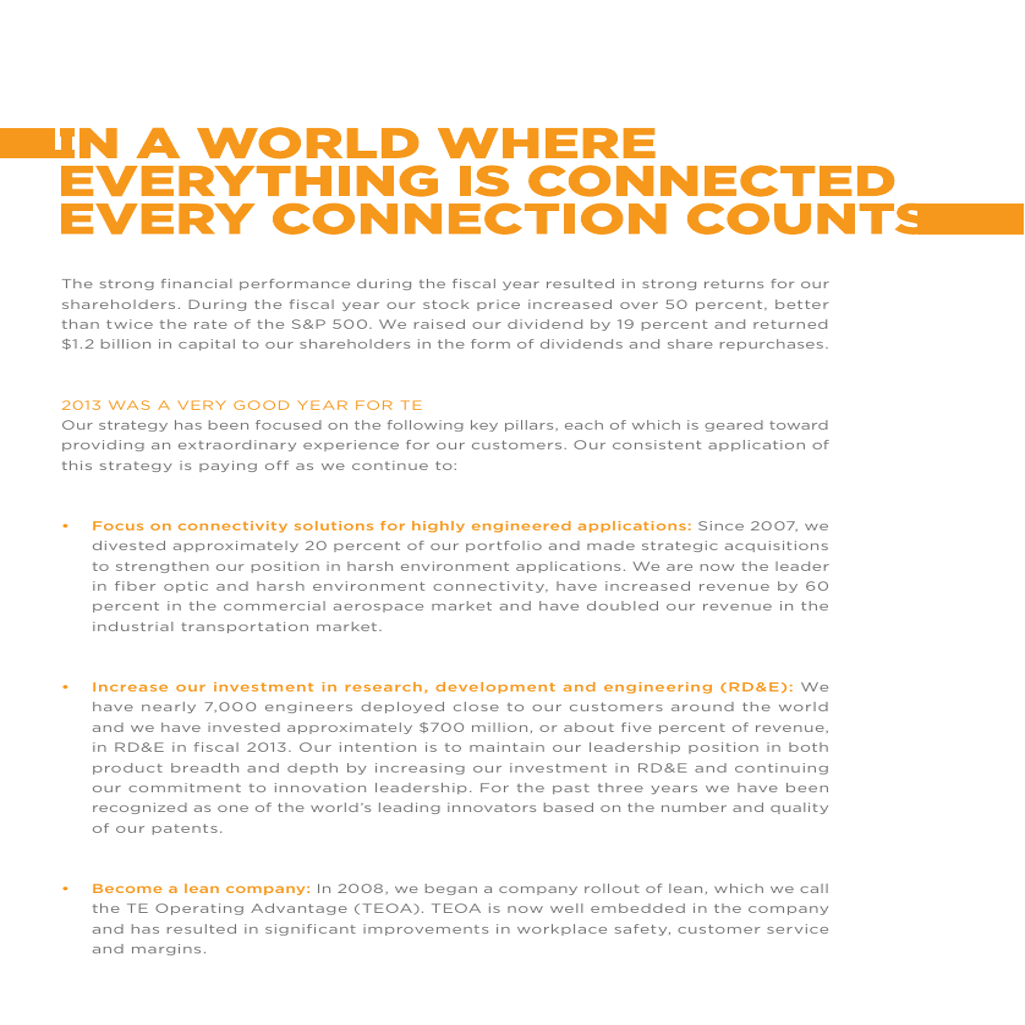 IN A WORLD WHERE
EVERYTHING IS CONNECTED
EVERY CONNECTION COUNTS
The strong financial performance during the fiscal year resulted in strong returns for our
shareholders. During the fiscal year our stock price increased over 50 percent, better
than twice the rate of the S&P 500. We raised our dividend by 19 percent and returned
$1.2 billion in capital to our shareholders in the form of dividends and share repurchases.
2013 WAS A VERY GOOD YEAR FOR TE
Our strategy has been focused on the following key pillars, each of which is geared toward
providing an extraordinary experience for our customers. Our consistent application of
this strategy is paying off as we continue to:
• Focus on connectivity solutions for highly engineered applications: Since 2007, we
divested approximately 20 percent of our portfolio and made strategic acquisitions
to strengthen our position in harsh environment applications. We are now the leader
in fiber optic and harsh environment connectivity, have increased revenue by 60
percent in the commercial aerospace market and have doubled our revenue in the
industrial transportation market.
• Increase our investment in research, development and engineering (RD&E): We
have nearly 7,000 engineers deployed close to our customers around the world
and we have invested approximately $700 million, or about five percent of revenue,
in RD&E in fiscal 2013. Our intention is to maintain our leadership position in both
product breadth and depth by increasing our investment in RD&E and continuing
our commitment to innovation leadership. For the past three years we have been
recognized as one of the world's leading innovators based on the number and quality
of our patents.
• Become a lean company: In 2008, we began a company rollout of lean, which we call
the TE Operating Advantage (TEOA). TEOA is now well embedded in the company
and has resulted in significant improvements in workplace safety, customer service
and margins.